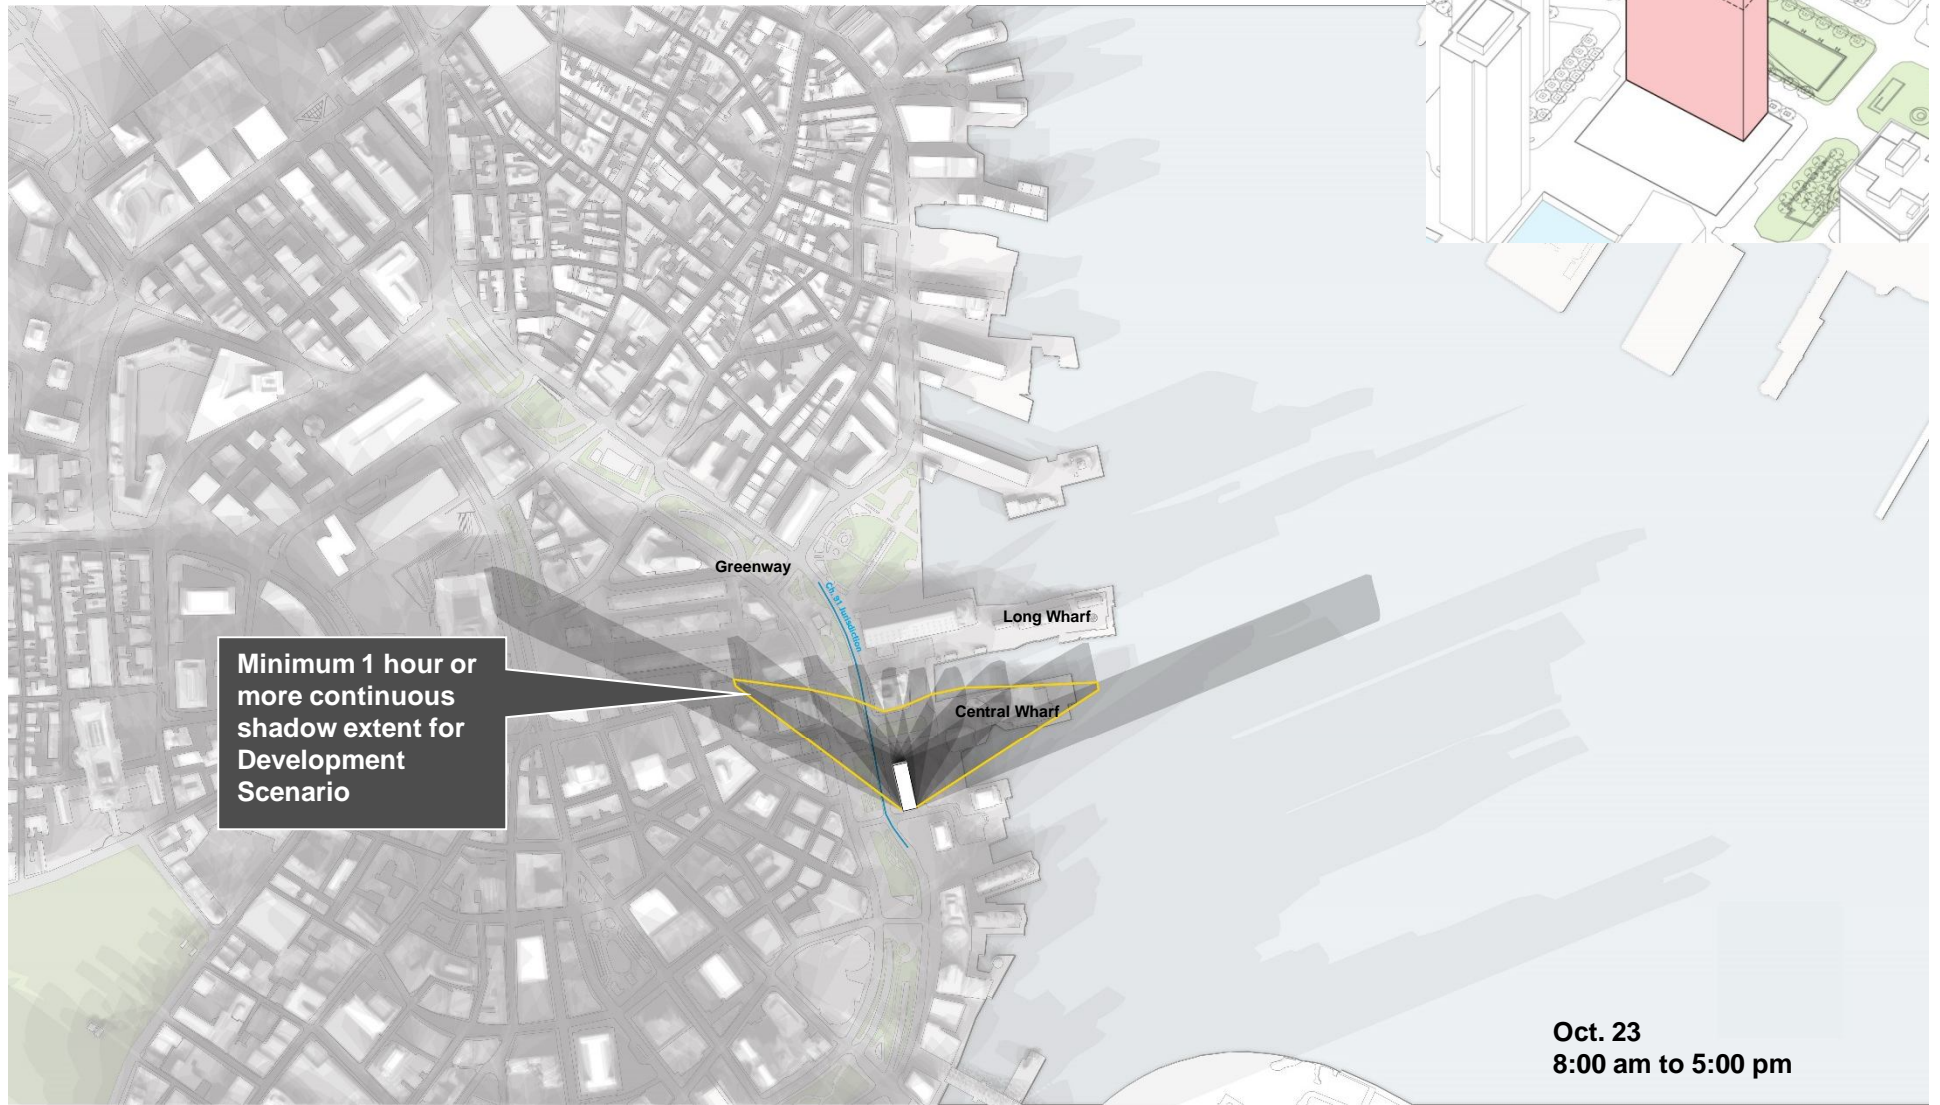 Greenway
Ch. 91 Jurisdiction
Long Wharf
Minimum 1 hour or
more continuous
shadow extent for
Development
Scenario
Central Wharf
Oct. 23
8:00 am to 5:00 pm